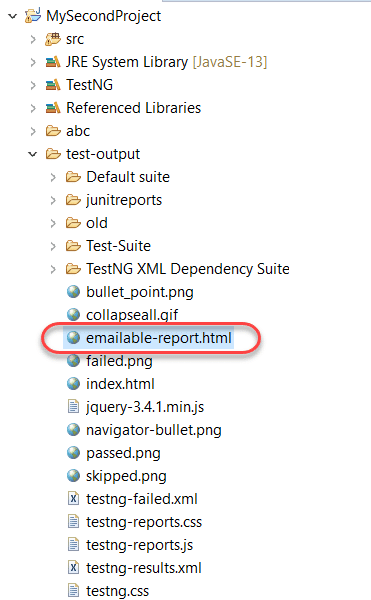 MySecondProject
src
JRE System Library [JavaSE-13]
TestNG
Referenced Libraries
abc
test-output
Default suite
junitreports
old
Test-Suite
TestNG XML Dependency Suite
bullet_point.png
collapseall.gif
emailable-report.html
failed.png
index.html
jquery-3.4.1.min.js
navigator-bullet.png
passed.png
skipped.png
testng-failed.xml
testng-reports.css
testng-reports.js
testng-results.xml
testng.css